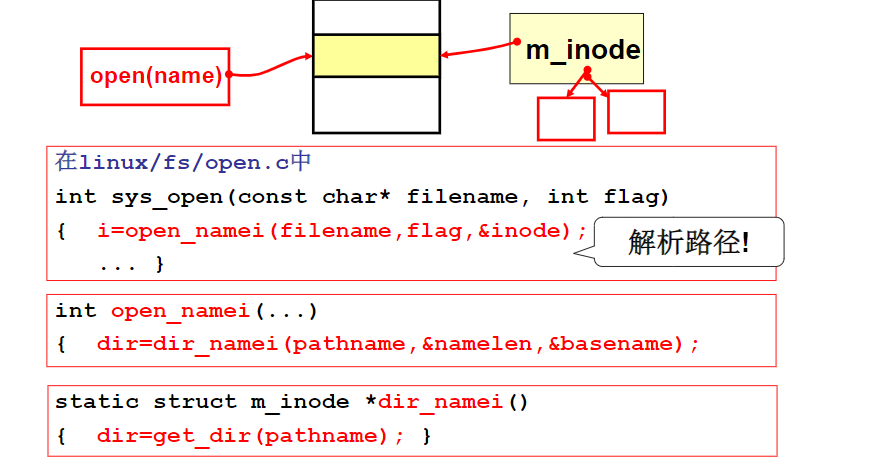 open(name)
m_inode
在linux/fs/open.c中
int sys_open(const char* filename, int flag)
{ i=open_namei(filename,flag,&inode);
... }
解析路径!
int open_namei(...)
{ dir=dir_namei(pathname,&namelen,&basename);
static struct m_inode *dir_namei()
{ dir=get_dir(pathname); }